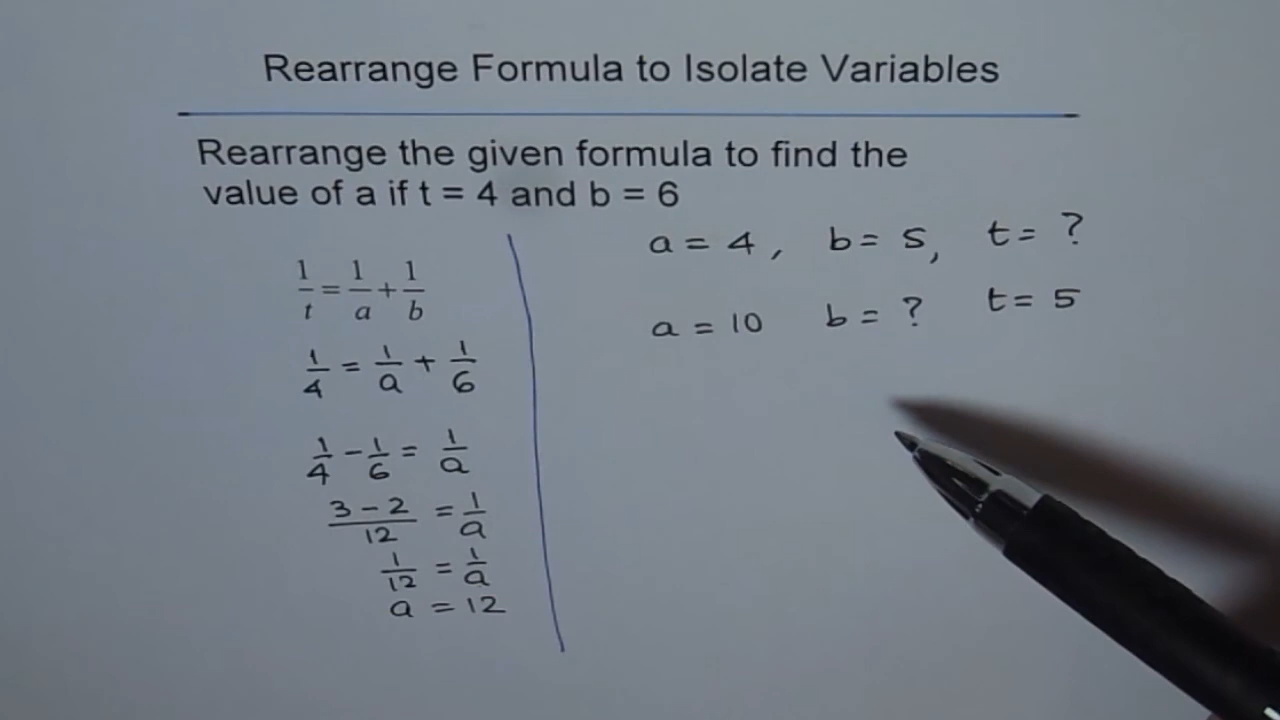 Rearrange Formula to Isolate Variables
Rearrange the given formula to find the
value of a if t = 4 and b = 6
1/t = 1/a + 1/b
1/4 = 1/a + 1/6
1/4 - 1/6 = 1/a
3 - 2/12 = 1/a
1/12 = 1/a
a = 12
a = 4, b = 5, t = ?
a = 10 b = ? t = 5